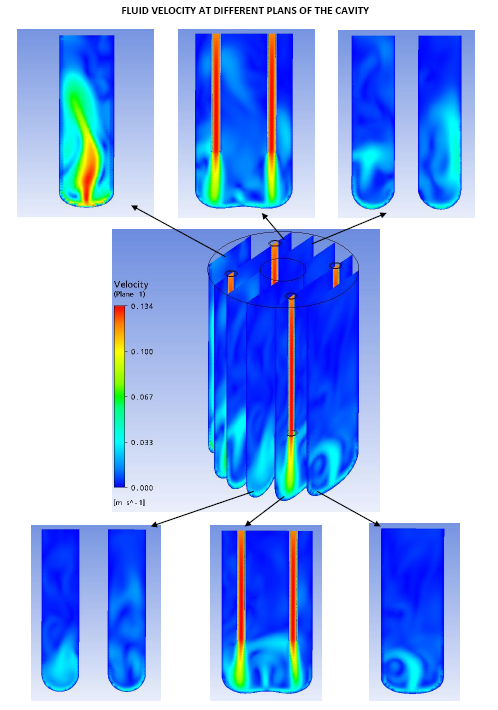 FLUID VELOCITY AT DIFFERENT PLANS OF THE CAVITY
Velocity
(Plane 1)
0.134
0.100
0.067
0.033
0.000
[m s^-1]